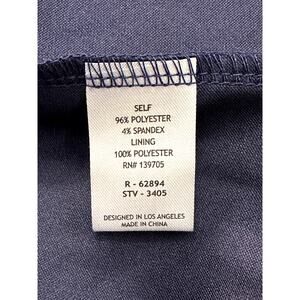 SELF
96% POLYESTER
4% SPANDEX
LINING
100% POLYESTER
RN# 139705
R - 62894
STV - 3405
DESIGNED IN LOS ANGELES
MADE IN CHINA